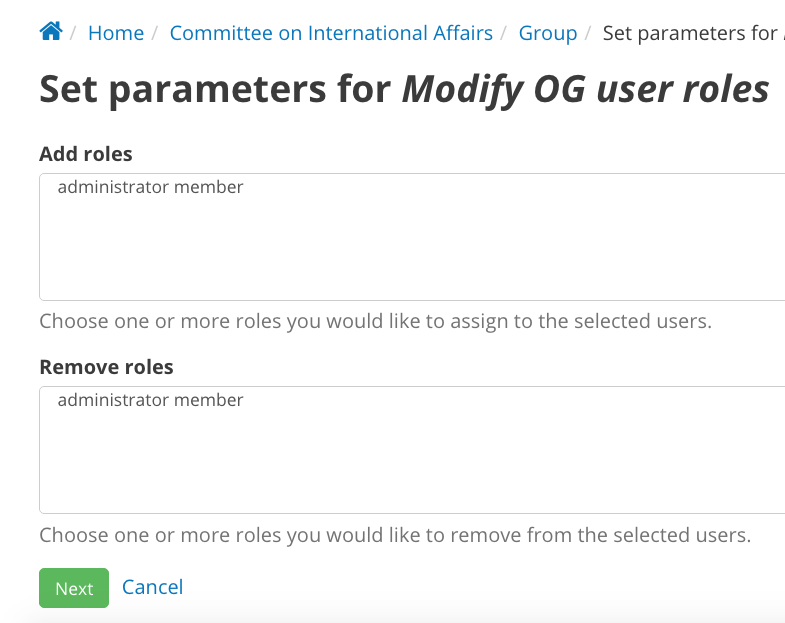 / Home / Committee on International Affairs / Group / Set parameters for
Set parameters for Modify OG user roles
Add roles
administrator member
Choose one or more roles you would like to assign to the selected users.
Remove roles
administrator member
Choose one or more roles you would like to remove from the selected users.
Next Cancel